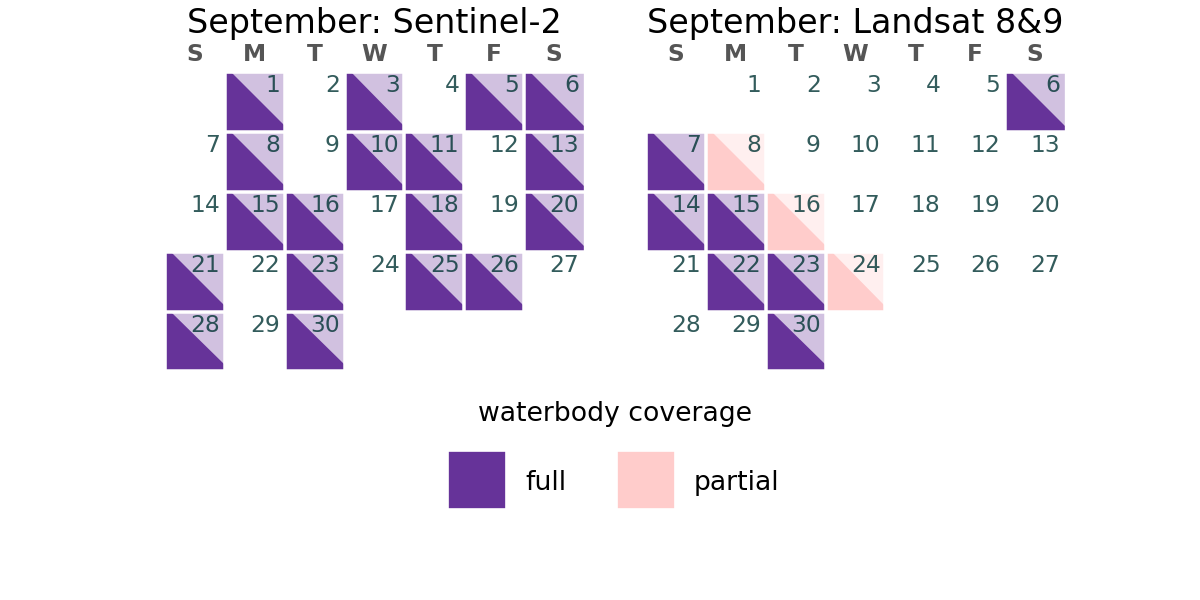 September: Sentinel-2
S M T W T F S
1 2 3 4 5 6
7 8 9 10 11 12 13
14 15 16 17 18 19 20
21 22 23 24 25 26 27
28 29 30
September: Landsat 8&9
S M T W T F S
1 2 3 4 5 6
7 8 9 10 11 12 13
14 15 16 17 18 19 20
21 22 23 24 25 26 27
28 29 30
waterbody coverage
full
partial